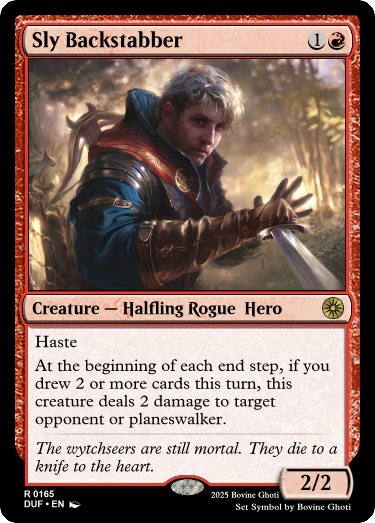 Sly Backstabber 1
Creature — Halfling Rogue Hero
Haste
At the beginning of each end step, if you
drew 2 or more cards this turn, this
creature deals 2 damage to target
opponent or planeswalker.
The wytchseers are still mortal. They die to a
knife to the heart.
2/2
R 0165
DUF • EN
2025 Bovine Ghoti
Set Symbol by Bovine Ghoti